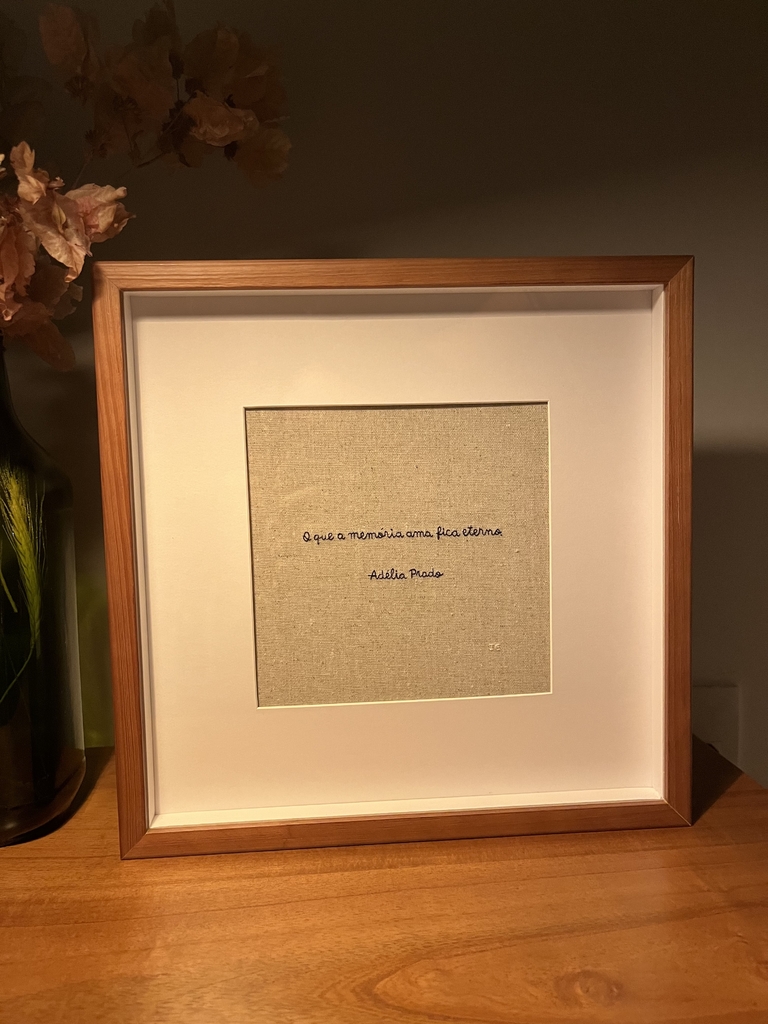 O que a memória ama fica eterno.
Adélia Prado